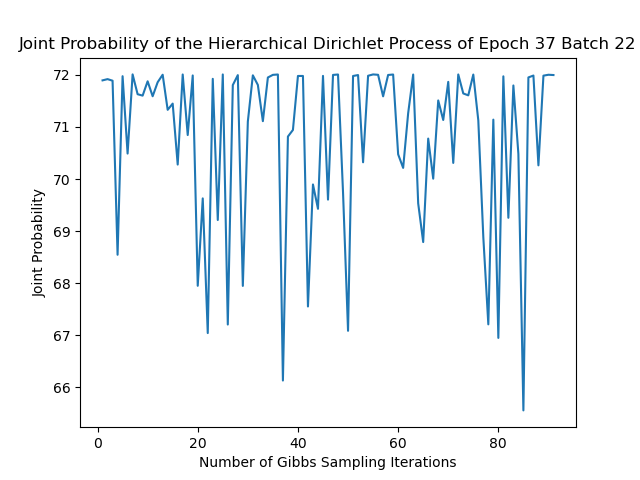 Joint Probability of the Hierarchical Dirichlet Process of Epoch 37 Batch 22
72
71
70
69
68
67
66
Joint Probability
0 20 40 60 80
Number of Gibbs Sampling Iterations